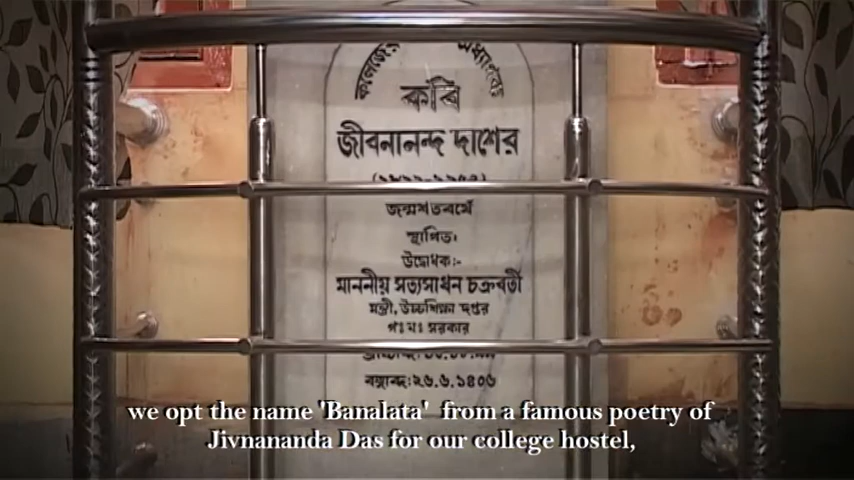 কলেজের
কবি
জীবনানন্দ দাশের
জন্মশতবর্ষে
স্থাপিত।
উদ্বোধক:-
মাননীয় সত্যসাধন চক্রবর্তী
মন্ত্রী, উচ্চশিক্ষা দপ্তর
পঃ বঃ সরকার
বঙ্গাব্দ:২৬.৬.১৪০৬
we opt the name 'Banalata' from a famous poetry of
Jivnananda Das for our college hostel,